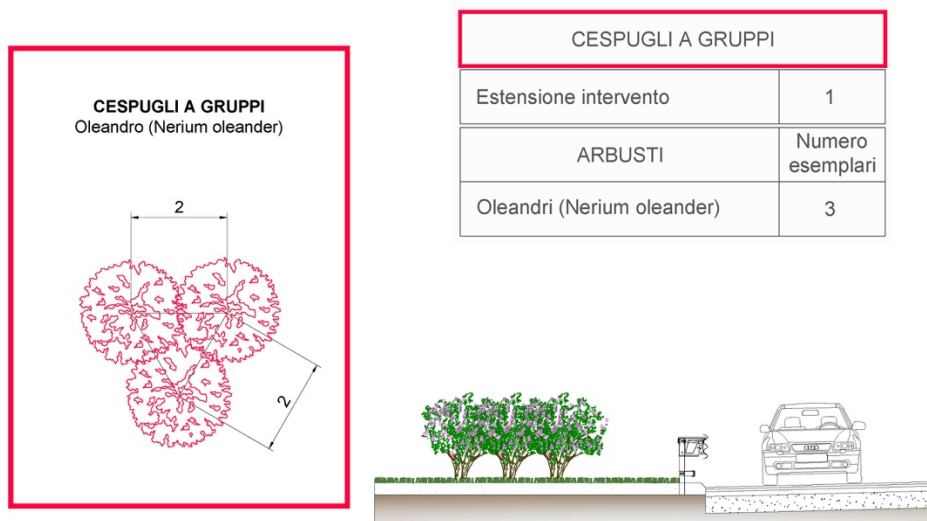 CESPUGLI A GRUPPI
Oleandro (Nerium oleander)
2
2
CESPUGLI A GRUPPI
Estensione intervento 1
ARBUSTI Numero esemplari
Oleandri (Nerium oleander) 3